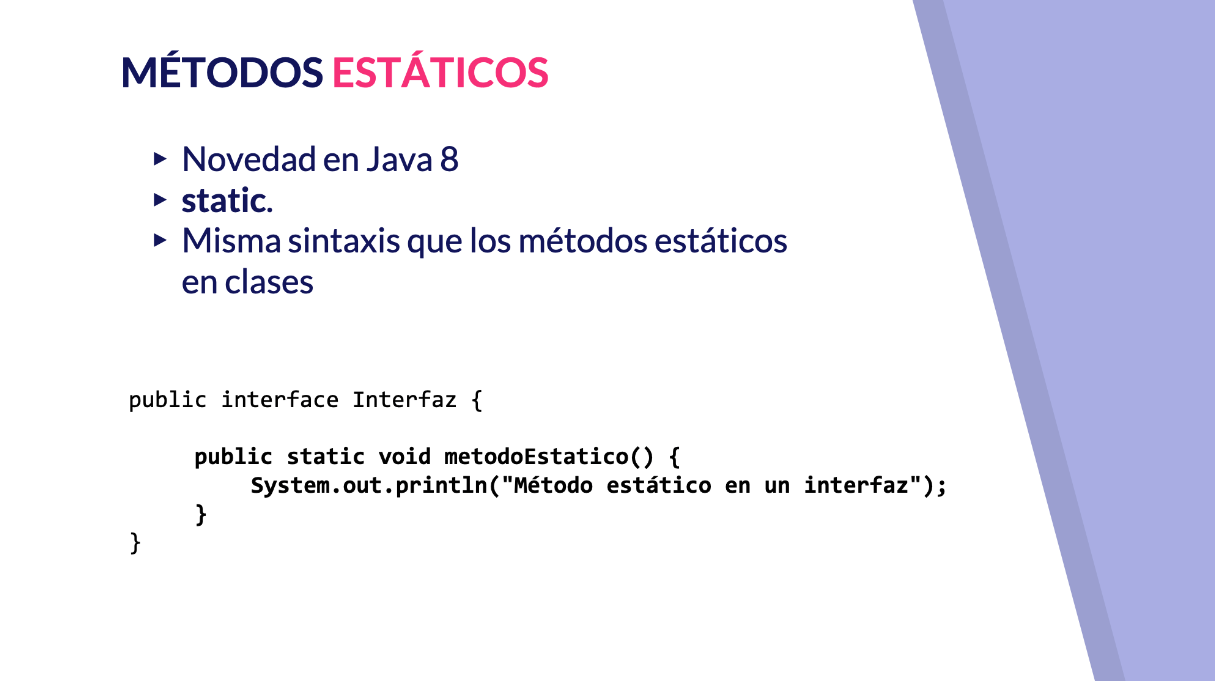 MÉTODOS ESTÁTICOS
▸ Novedad en Java 8
▸ static.
▸ Misma sintaxis que los métodos estáticos
en clases
public interface Interfaz {
public static void metodoEstatico() {
System.out.println("Método estático en un interfaz");
}
}